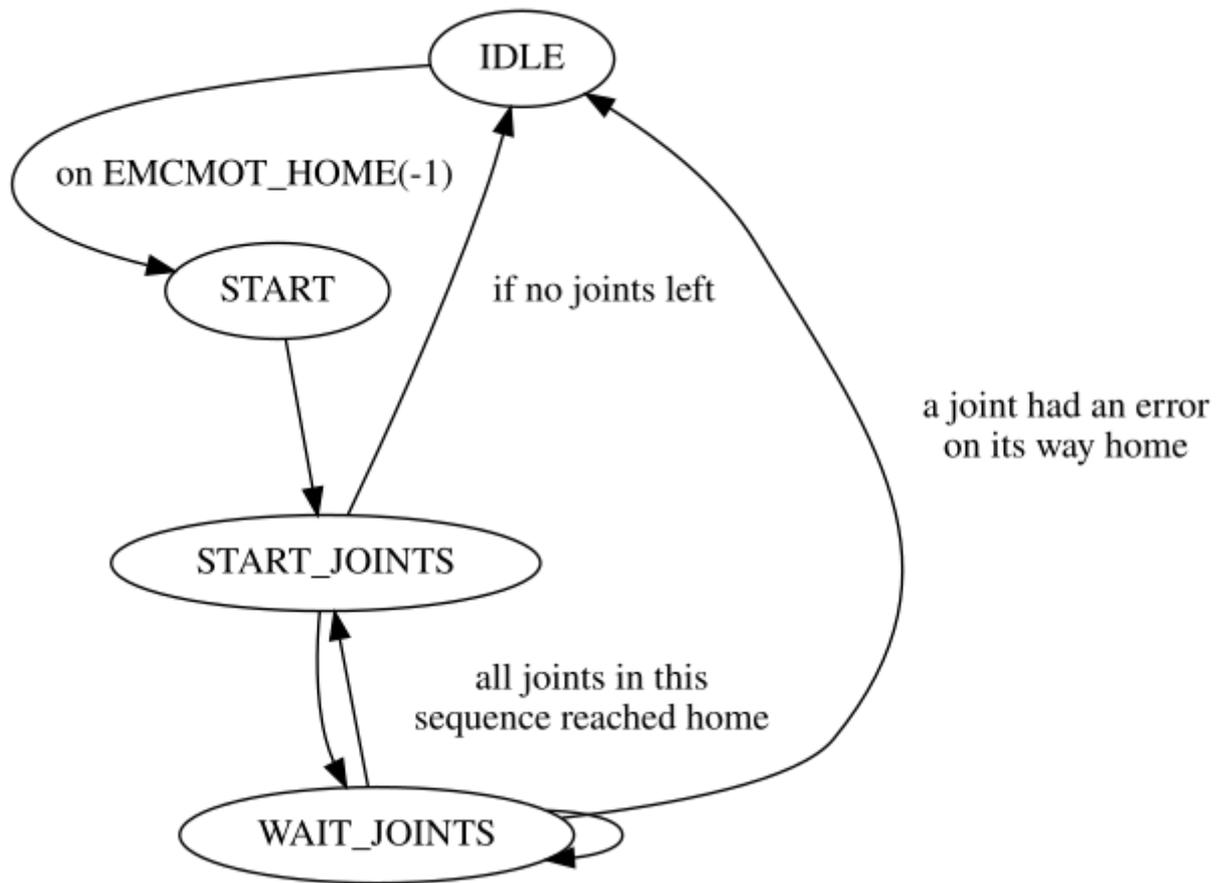 IDLE
on EMCMOT_HOME(-1)
START
if no joints left
a joint had an error
on its way home
START_JOINTS
all joints in this
sequence reached home
WAIT_JOINTS